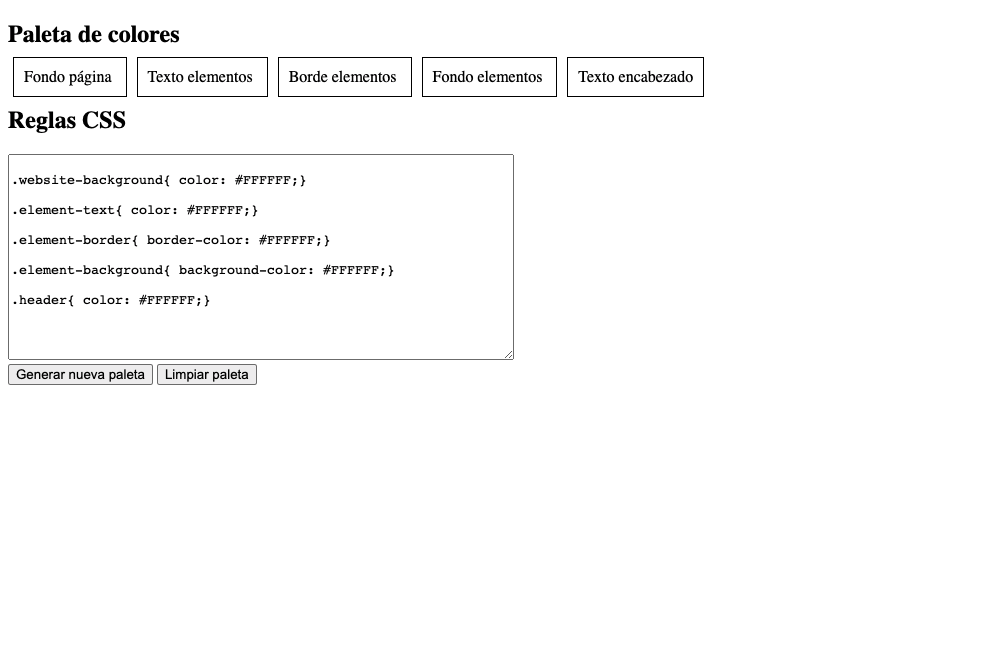 Paleta de colores
Fondo página Texto elementos Borde elementos Fondo elementos Texto encabezado
Reglas CSS
.website-background{ color: #FFFFFF;}
.element-text{ color: #FFFFFF;}
.element-border{ border-color: #FFFFFF;}
.element-background{ background-color: #FFFFFF;}
.header{ color: #FFFFFF;}
Generar nueva paleta Limpiar paleta